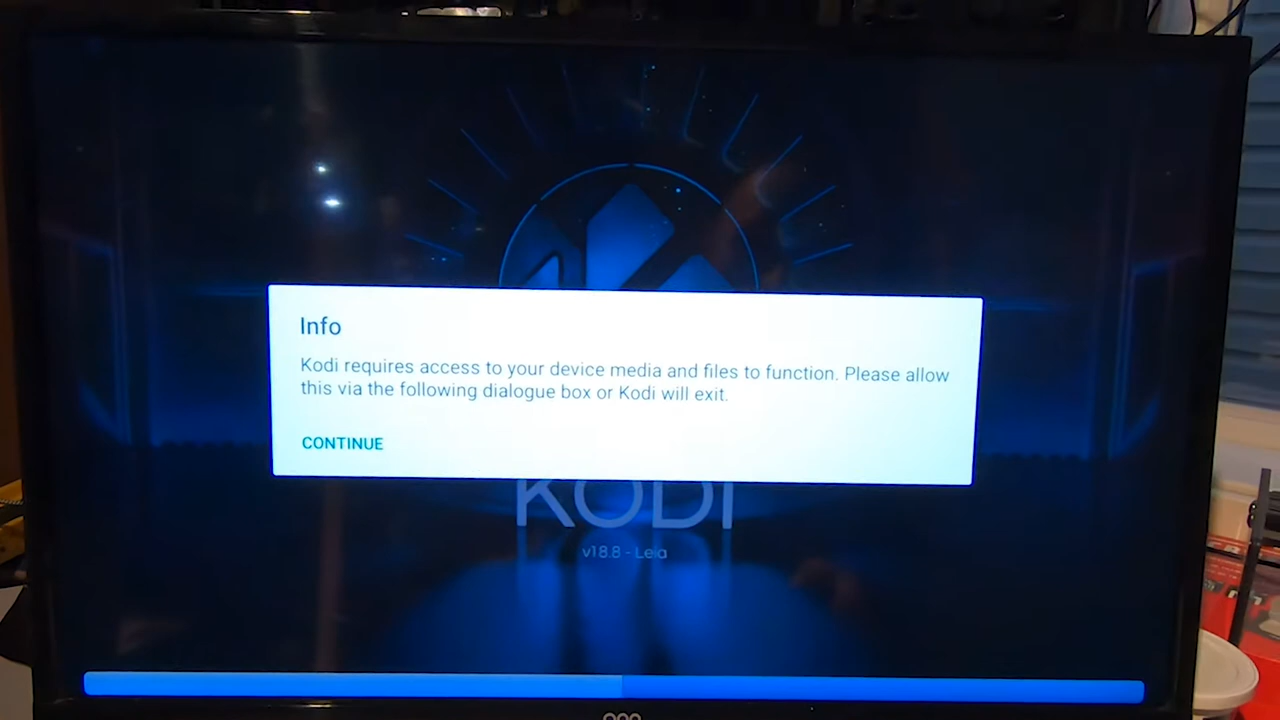 Info
Kodi requires access to your device media and files to function. Please allow
this via the following dialogue box or Kodi will exit.
CONTINUE
KODI
v18.8 - Leia